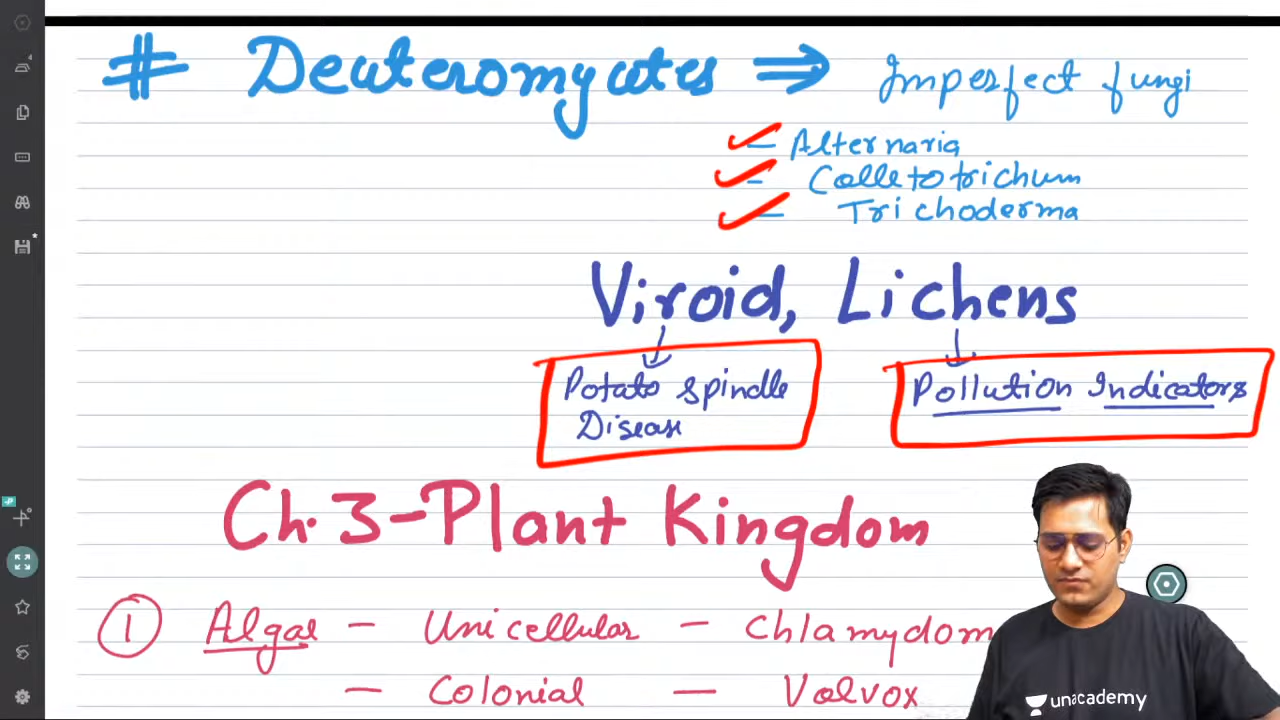 # Deuteromycetes ⇒ Imperfect fungi
- Alternaria
- Colletotrichum
- Trichoderma
Viroid, Lichens
Potato spindle Disease
Pollution Indicators
Ch. 3 - Plant Kingdom
① Algae - Unicellular - Chlamydom
- Colonial - Volvox
unacademy